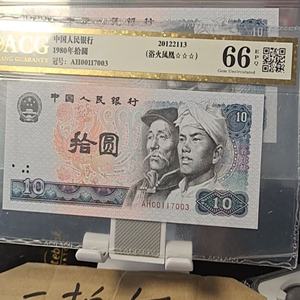 ACG
中国人民银行
1980年拾圆
冠号: AH00117003
20122113
(浴火凤凰☆☆☆)
66 EPQ
Gem Uncirculated
中国人民银行
10
拾圆
AH00117003
10
10